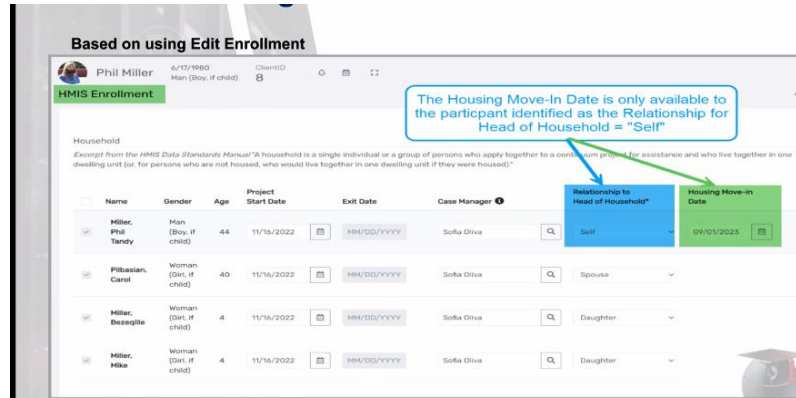 Based on using Edit Enrollment
Phil Miller
6/17/1980
Man (Boy, if child)
ClientID
8
HMIS Enrollment
The Housing Move-In Date is only available to
the particpant identified as the Relationship for
Head of Household = "Self"
Household
Excerpt from the HMIS Data Standards Manual "A household is a single individual or a group of persons who apply together to a continuum project for assistance and who live together in one
dwelling unit (or, for persons who are not housed, who would live together in one dwelling unit if they were housed)."
Name Gender Age Project Start Date Exit Date Case Manager Relationship to Head of Household* Housing Move-in Date
Miller, Phil Tandy Man (Boy, if child) 44 11/16/2022 MM/DD/YYYY Sofia Oliva Self 09/01/2023
Pilbasian, Carol Woman (Girl, if child) 40 11/16/2022 MM/DD/YYYY Sofia Oliva Spouse
Miller, Bezeqille Woman (Girl, if child) 4 11/16/2022 MM/DD/YYYY Sofia Oliva Daughter
Miller, Mike Woman (Girl, if child) 4 11/16/2022 MM/DD/YYYY Sofia Oliva Daughter